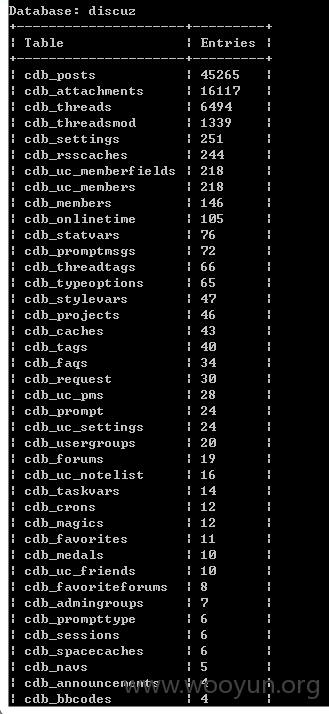 Database: discuz
+----------------------+---------+
¦ Table ¦ Entries ¦
+----------------------+---------+
¦ cdb_posts ¦ 45265 ¦
¦ cdb_attachments ¦ 16117 ¦
¦ cdb_threads ¦ 6494 ¦
¦ cdb_threadsmod ¦ 1339 ¦
¦ cdb_settings ¦ 251 ¦
¦ cdb_rsscaches ¦ 244 ¦
¦ cdb_uc_memberfields ¦ 218 ¦
¦ cdb_uc_members ¦ 218 ¦
¦ cdb_members ¦ 146 ¦
¦ cdb_onlinetime ¦ 105 ¦
¦ cdb_statvars ¦ 76 ¦
¦ cdb_promptmsgs ¦ 72 ¦
¦ cdb_threadtags ¦ 66 ¦
¦ cdb_typeoptions ¦ 65 ¦
¦ cdb_stylevars ¦ 47 ¦
¦ cdb_projects ¦ 46 ¦
¦ cdb_caches ¦ 43 ¦
¦ cdb_tags ¦ 40 ¦
¦ cdb_faqs ¦ 34 ¦
¦ cdb_request ¦ 30 ¦
¦ cdb_uc_pms ¦ 28 ¦
¦ cdb_prompt ¦ 24 ¦
¦ cdb_uc_settings ¦ 24 ¦
¦ cdb_usergroups ¦ 20 ¦
¦ cdb_forums ¦ 19 ¦
¦ cdb_uc_notelist ¦ 16 ¦
¦ cdb_taskvars ¦ 14 ¦
¦ cdb_crons ¦ 12 ¦
¦ cdb_magics ¦ 12 ¦
¦ cdb_favorites ¦ 11 ¦
¦ cdb_medals ¦ 10 ¦
¦ cdb_uc_friends ¦ 10 ¦
¦ cdb_favoriteforums ¦ 8 ¦
¦ cdb_admingroups ¦ 7 ¦
¦ cdb_prompttype ¦ 6 ¦
¦ cdb_sessions ¦ 6 ¦
¦ cdb_spacecaches ¦ 6 ¦
¦ cdb_navs ¦ 5 ¦
¦ cdb_announcements ¦ 4 ¦
¦ cdb_bbcodes ¦ 4 ¦
www.wooyun.org